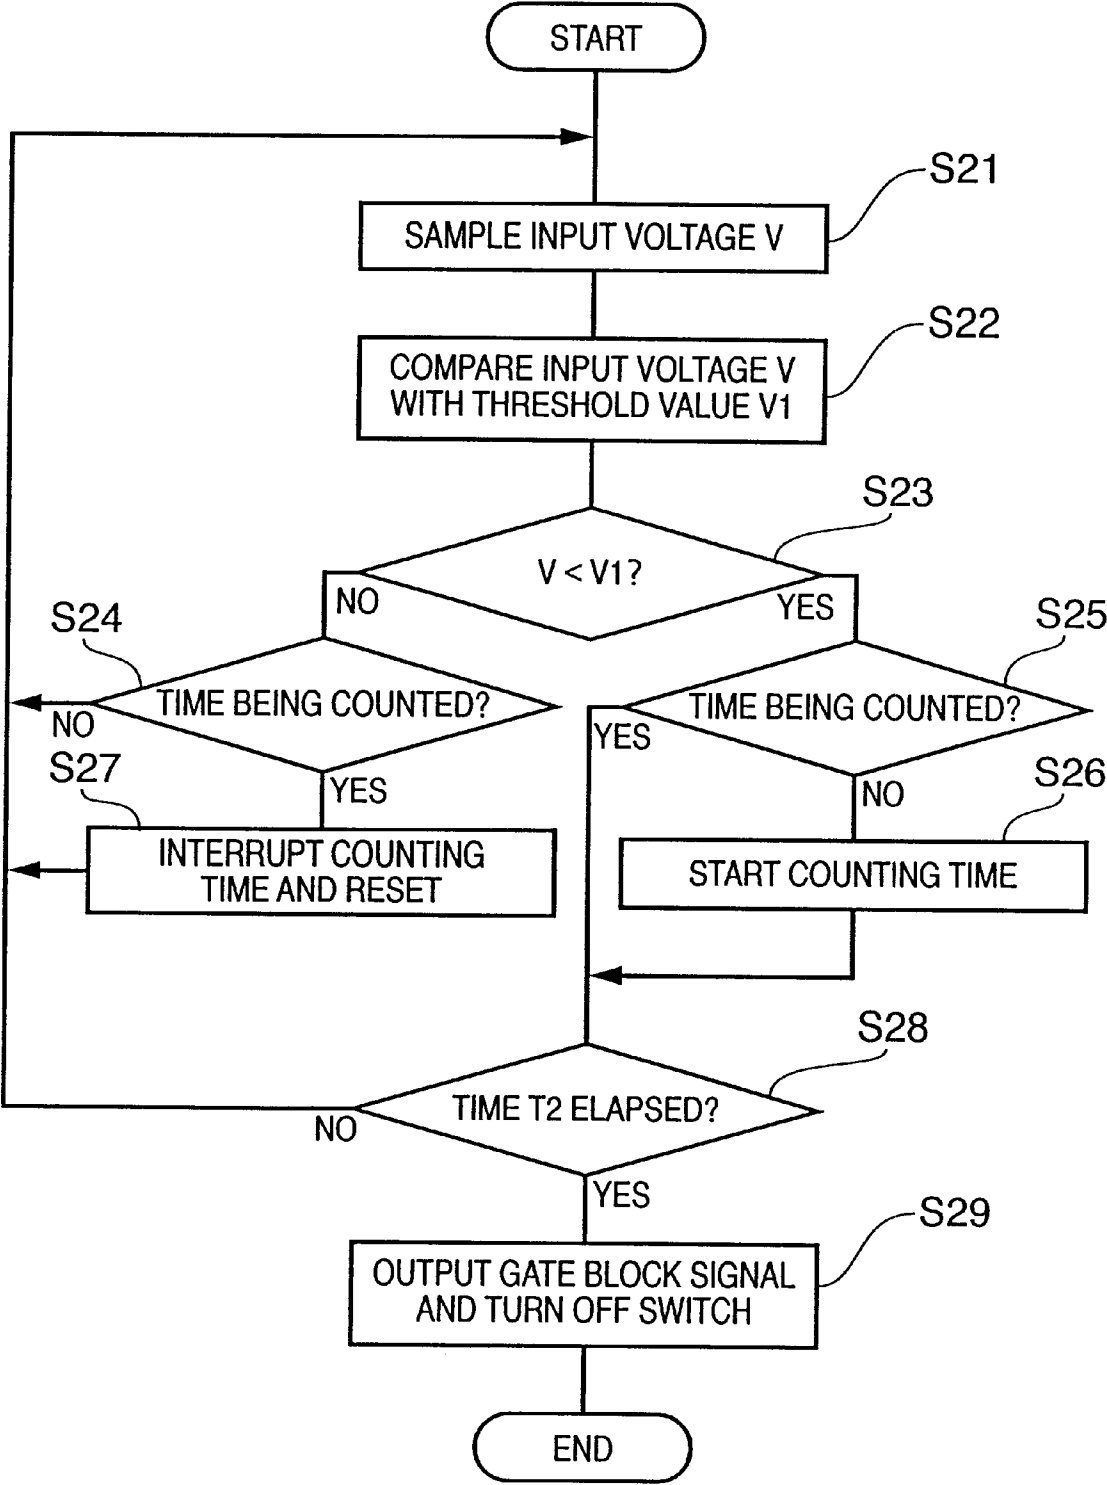 START
S21
SAMPLE INPUT VOLTAGE V
S22
COMPARE INPUT VOLTAGE V
WITH THRESHOLD VALUE V1
S23
V < V1?
NO
YES
S24
S25
TIME BEING COUNTED?
TIME BEING COUNTED?
NO
YES
S27
YES
S26
NO
INTERRUPT COUNTING
TIME AND RESET
START COUNTING TIME
S28
TIME T2 ELAPSED?
NO
YES
S29
OUTPUT GATE BLOCK SIGNAL
AND TURN OFF SWITCH
END